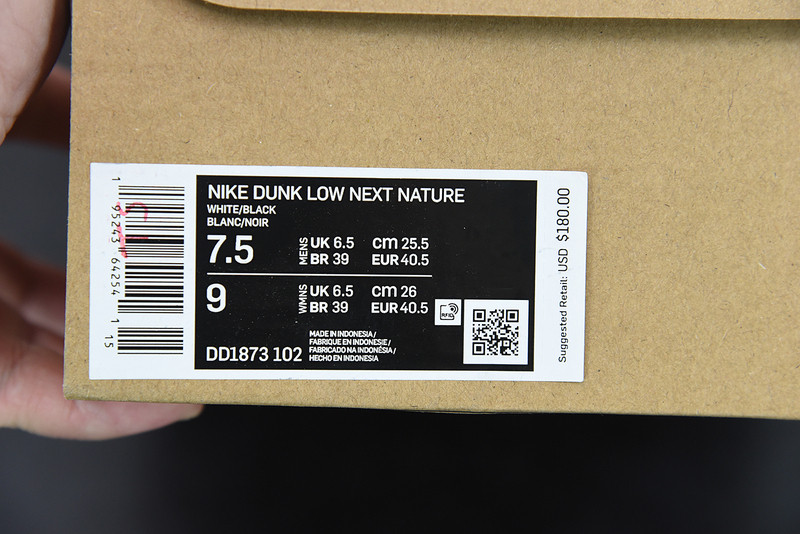 NIKE DUNK LOW NEXT NATURE
WHITE/BLACK
BLANC/NOIR
7.5 MENS UK 6.5 cm 25.5
BR 39 EUR 40.5
9 WMNS UK 6.5 cm 26
BR 39 EUR 40.5
RFID
DD1873 102
MADE IN INDONESIA/
FABRIQUE EN INDONESIE/
FABRICADO NA INDONÉSIA/
HECHO EN INDONESIA
1 95243 64254 1 15
Suggested Retail: USD $180.00